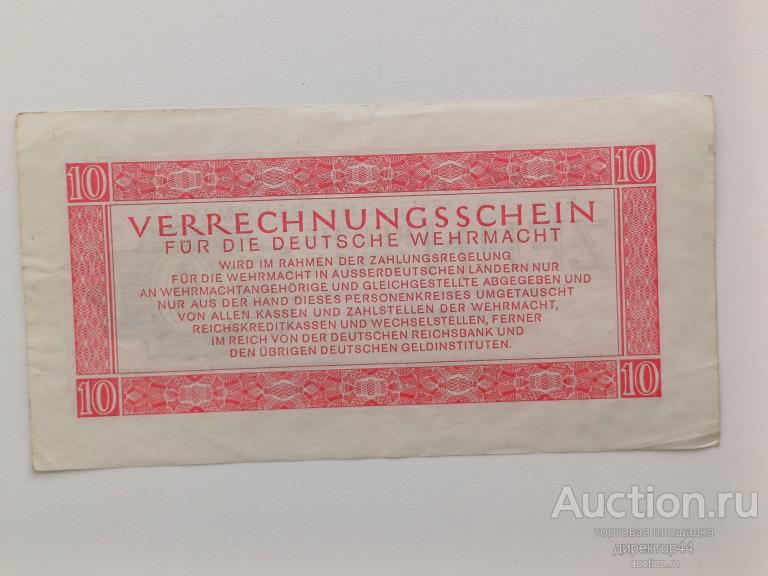 10
10
VERRECHNUNGSSCHEIN
FÜR DIE DEUTSCHE WEHRMACHT
WIRD IM RAHMEN DER ZAHLUNGSREGELUNG
FÜR DIE WEHRMACHT IN AUSSERDEUTSCHEN LÄNDERN NUR
AN WEHRMACHTANGEHÖRIGE UND GLEICHGESTELLTE ABGEGEBEN UND
NUR AUS DER HAND DIESES PERSONENKREISES UMGETAUSCHT
VON ALLEN KASSEN UND ZAHLSTELLEN DER WEHRMACHT,
REICHSKREDITKASSEN UND WECHSELSTELLEN, FERNER
IM REICH VON DER DEUTSCHEN REICHSBANK UND
DEN ÜBRIGEN DEUTSCHEN GELDINSTITUTEN.
10
10
Auction.ru
торговая площадка
директор44
auction.ru